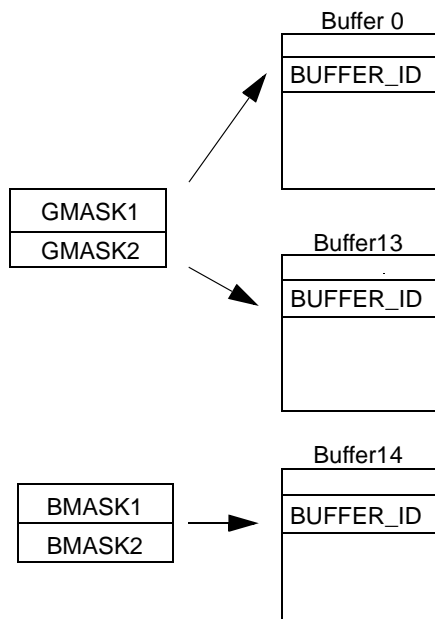 Buffer 0
BUFFER_ID
GMASK1
GMASK2
Buffer13
BUFFER_ID
Buffer14
BMASK1
BUFFER_ID
BMASK2